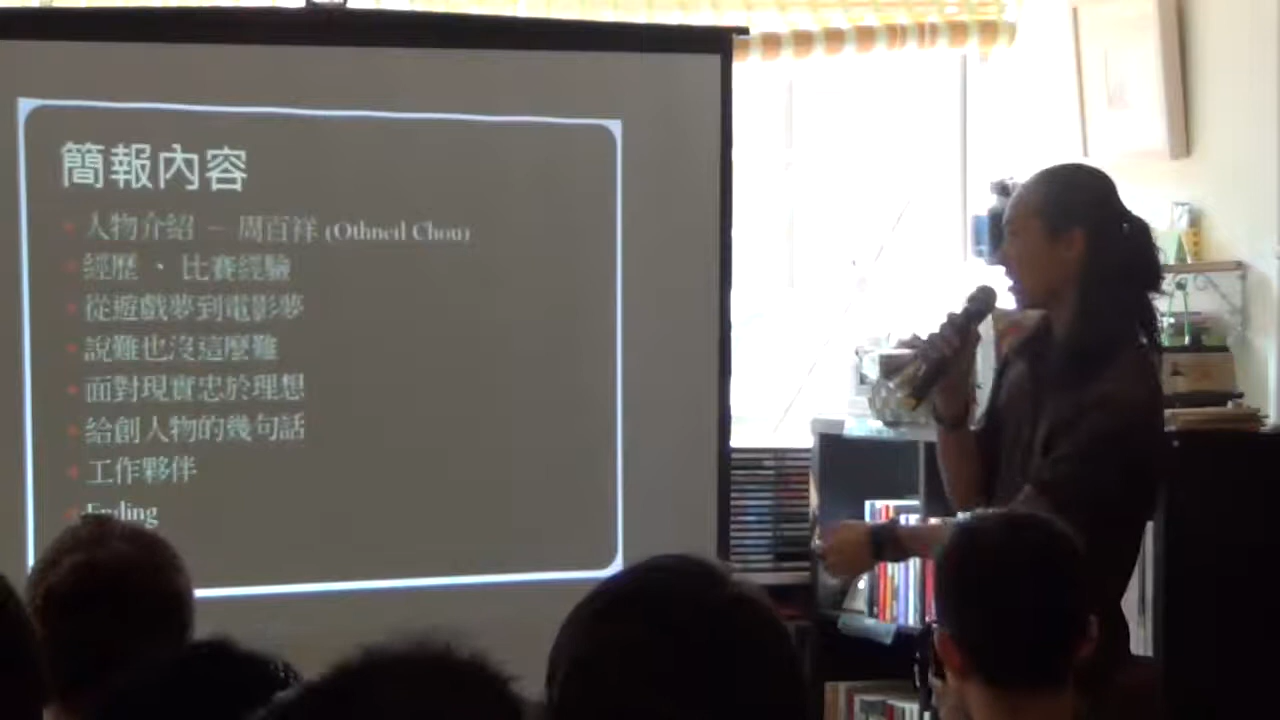 簡報內容
人物介紹 － 周百祥 (Othneil Chou)
經歷 、 比賽經驗
從遊戲夢到電影夢
說難也沒這麼難
面對現實忠於理想
給創人物的幾句話
工作夥伴
Ending